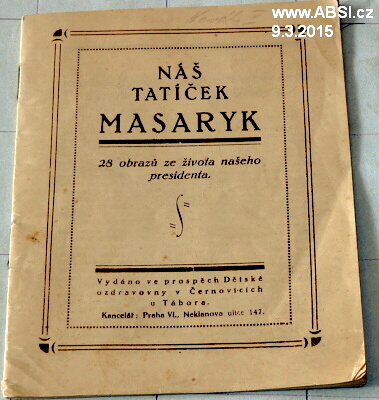 www.ABSI.cz
9.3.2015
NÁŠ
TATÍČEK
MASARYK
28 obrazů ze života našeho
presidenta.
Vydáno ve prospěch Dětské
ozdravovny v Černovicích
u Tábora.
Kancelář: Praha VI., Neklanova ulice 147.